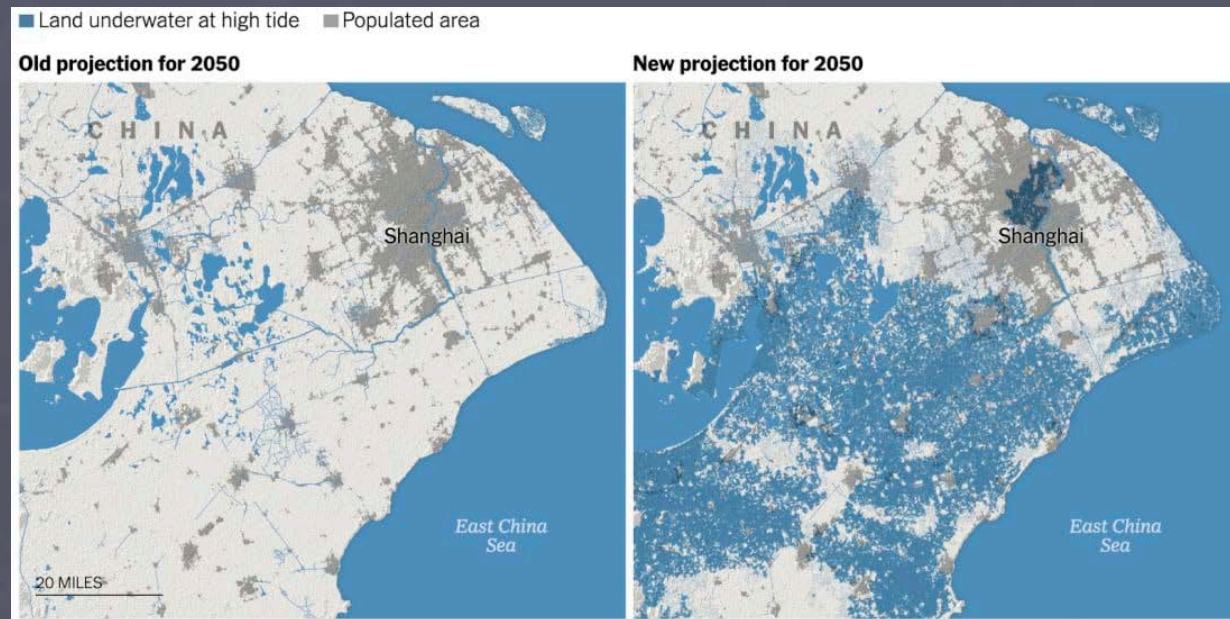 Land underwater at high tide Populated area
Old projection for 2050
New projection for 2050
CHINA
Shanghai
East China
Sea
20 MILES
CHINA
Shanghai
East China
Sea